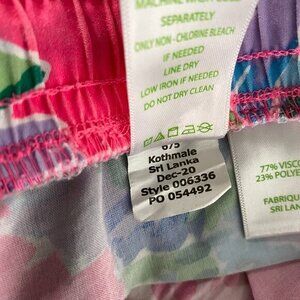 MACHINE WASH COLD
SEPARATELY
ONLY NON - CHLORINE BLEACH
IF NEEDED
LINE DRY
LOW IRON IF NEEDED
DO NOT DRY CLEAN
675
Kothmale
Sri Lanka
Dec-20
Style 006336
PO 054492
77% VISC
23% POLYE
FABRIQU
SRI LAN